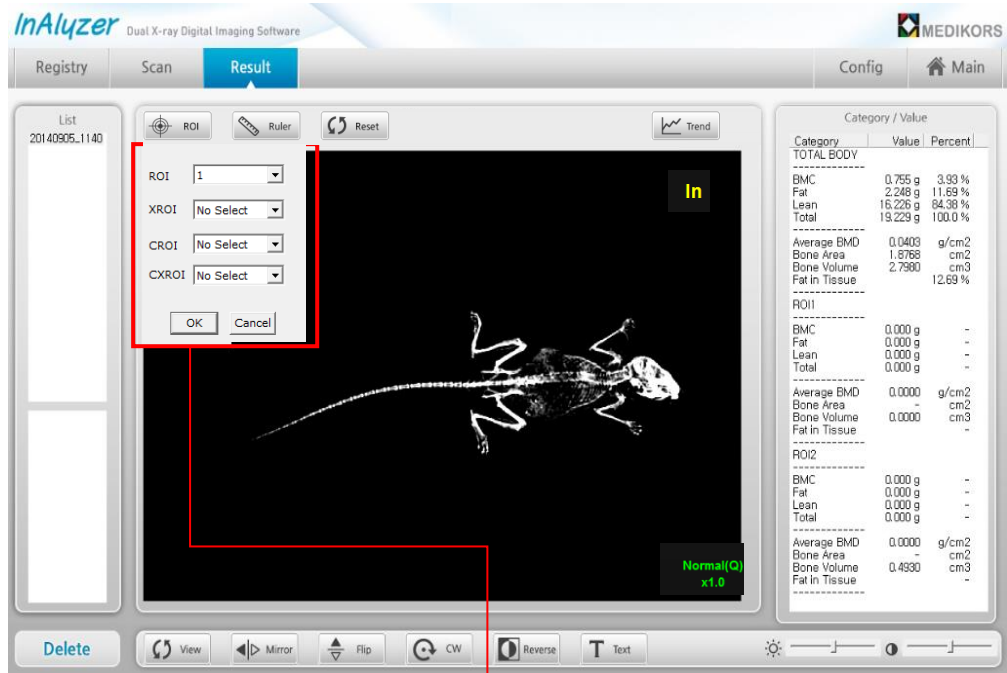 InAlyzer Dual X-ray Digital Imaging Software
MEDIKORS
Registry Scan Result Config Main
List
20140905_1140
ROI Ruler Reset Trend
ROI 1
XROI No Select
CROI No Select
CXROI No Select
OK Cancel
In
Normal(Q)
x1.0
Category / Value
Category Value Percent
TOTAL BODY
--------------
BMC 0.755 g 3.93 %
Fat 2.248 g 11.69 %
Lean 16.226 g 84.38 %
Total 19.229 g 100.0 %
--------------
Average BMD 0.0403 g/cm2
Bone Area 1.8768 cm2
Bone Volume 2.7980 cm3
Fat in Tissue 12.69 %
--------------
ROI1
--------------
BMC 0.000 g -
Fat 0.000 g -
Lean 0.000 g -
Total 0.000 g -
--------------
Average BMD 0.0000 g/cm2
Bone Area - cm2
Bone Volume 0.0000 cm3
Fat in Tissue -
--------------
ROI2
--------------
BMC 0.000 g -
Fat 0.000 g -
Lean 0.000 g -
Total 0.000 g -
--------------
Average BMD 0.0000 g/cm2
Bone Area - cm2
Bone Volume 0.4930 cm3
Fat in Tissue -
--------------
Delete View Mirror Flip CW Reverse T Text